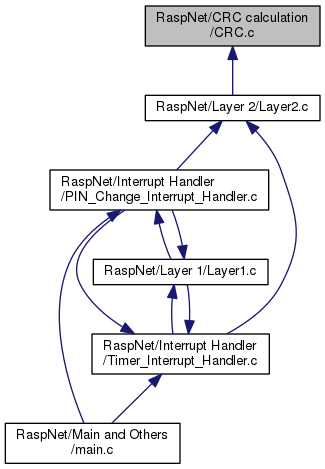 RaspNet/CRC calculation
/CRC.c
RaspNet/Layer 2/Layer2.c
RaspNet/Interrupt Handler
/PIN_Change_Interrupt_Handler.c
RaspNet/Layer 1/Layer1.c
RaspNet/Interrupt Handler
/Timer_Interrupt_Handler.c
RaspNet/Main and Others
/main.c